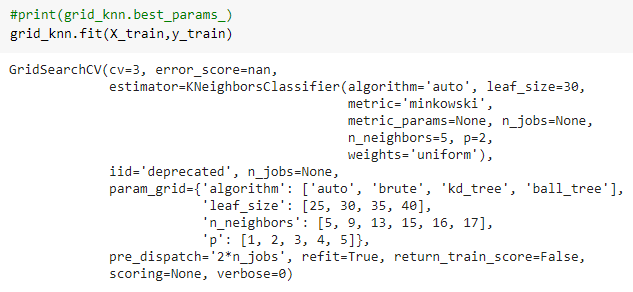 #print(grid_knn.best_params_)
grid_knn.fit(X_train,y_train)
GridSearchCV(cv=3, error_score=nan,
estimator=KNeighborsClassifier(algorithm='auto', leaf_size=30,
metric='minkowski',
metric_params=None, n_jobs=None,
n_neighbors=5, p=2,
weights='uniform'),
iid='deprecated', n_jobs=None,
param_grid={'algorithm': ['auto', 'brute', 'kd_tree', 'ball_tree'],
'leaf_size': [25, 30, 35, 40],
'n_neighbors': [5, 9, 13, 15, 16, 17],
'p': [1, 2, 3, 4, 5]},
pre_dispatch='2*n_jobs', refit=True, return_train_score=False,
scoring=None, verbose=0)